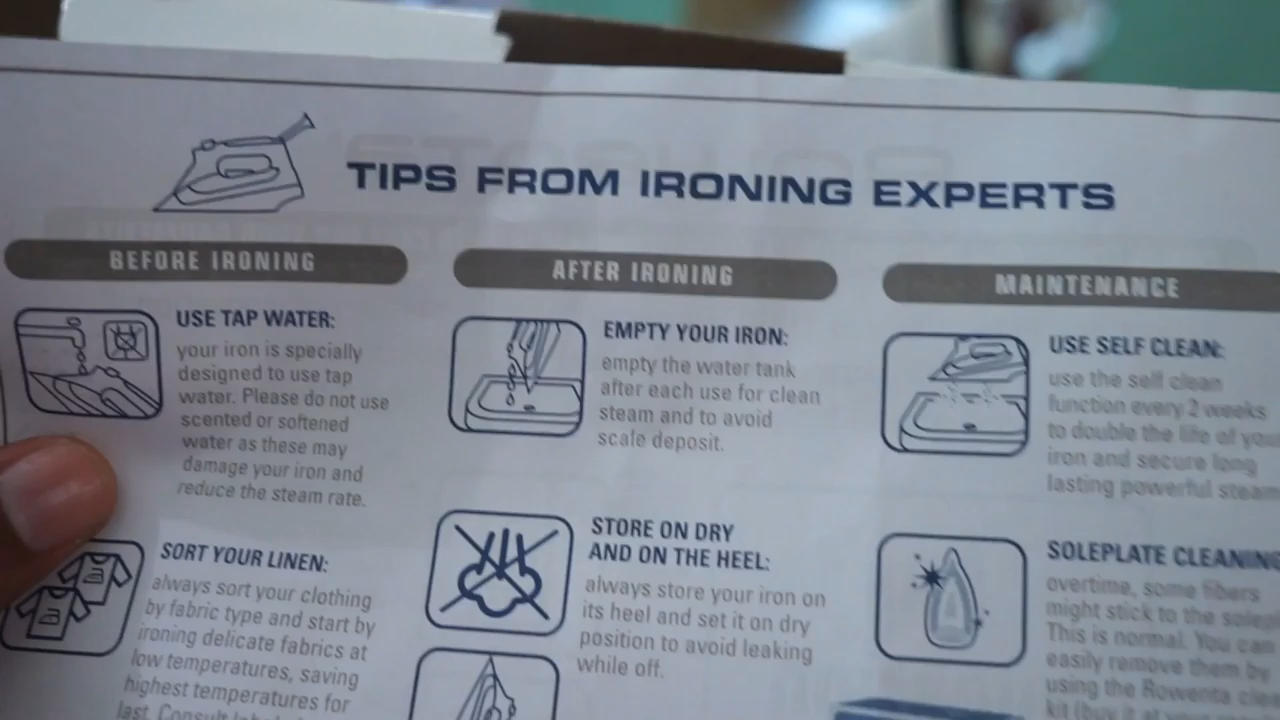 TIPS FROM IRONING EXPERTS
BEFORE IRONING
USE TAP WATER:
your iron is specially
designed to use tap
water. Please do not use
scented or softened
water as these may
damage your iron and
reduce the steam rate.
SORT YOUR LINEN:
always sort your clothing
by fabric type and start by
ironing delicate fabrics at
low temperatures, saving
highest temperatures for
last. Consult
AFTER IRONING
EMPTY YOUR IRON:
empty the water tank
after each use for clean
steam and to avoid
scale deposit.
STORE ON DRY
AND ON THE HEEL:
always store your iron on
its heel and set it on dry
position to avoid leaking
while off.
MAINTENANCE
USE SELF CLEAN:
use the self clean
function every 2 weeks
to double the life of
iron and secure long
lasting powerful steam
SOLEPLATE CLEANING
overtime, some fibers
might stick to the
This is normal. You can
easily remove them by
using the Rowenta
kit (buy it